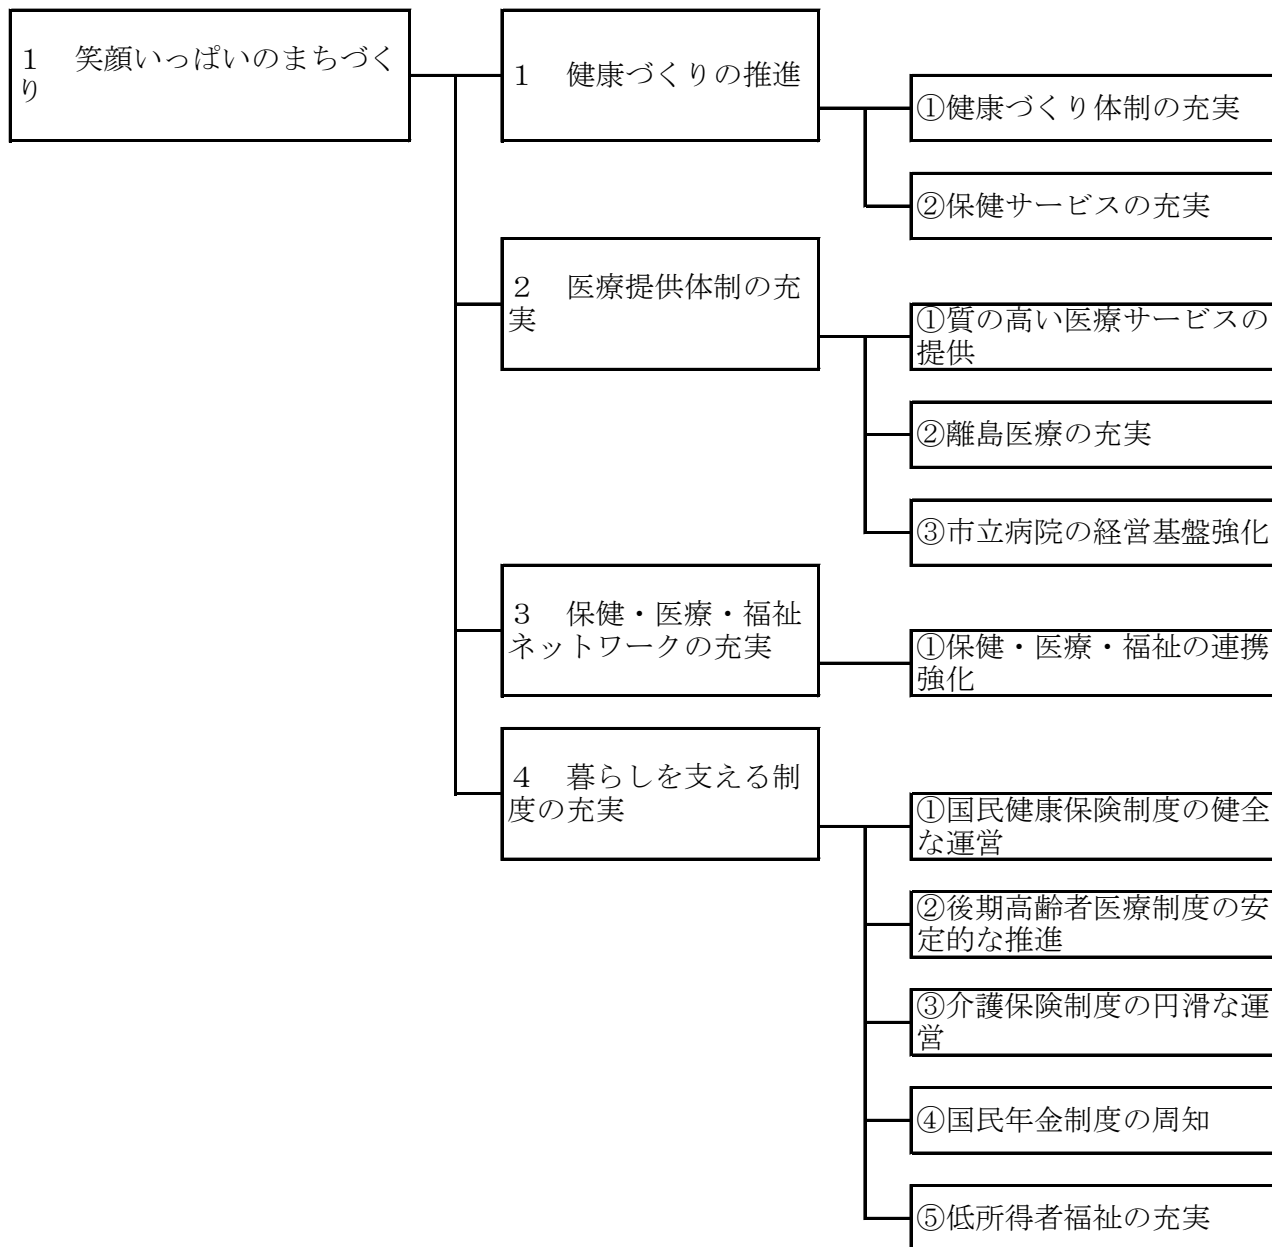 1　笑顔いっぱいのまちづく
り
1　健康づくりの推進
①健康づくり体制の充実
②保健サービスの充実
2　医療提供体制の充
実
①質の高い医療サービスの
提供
②離島医療の充実
③市立病院の経営基盤強化
3　保健・医療・福祉
ネットワークの充実
①保健・医療・福祉の連携
強化
4　暮らしを支える制
度の充実
①国民健康保険制度の健全
な運営
②後期高齢者医療制度の安
定的な推進
③介護保険制度の円滑な運
営
④国民年金制度の周知
⑤低所得者福祉の充実